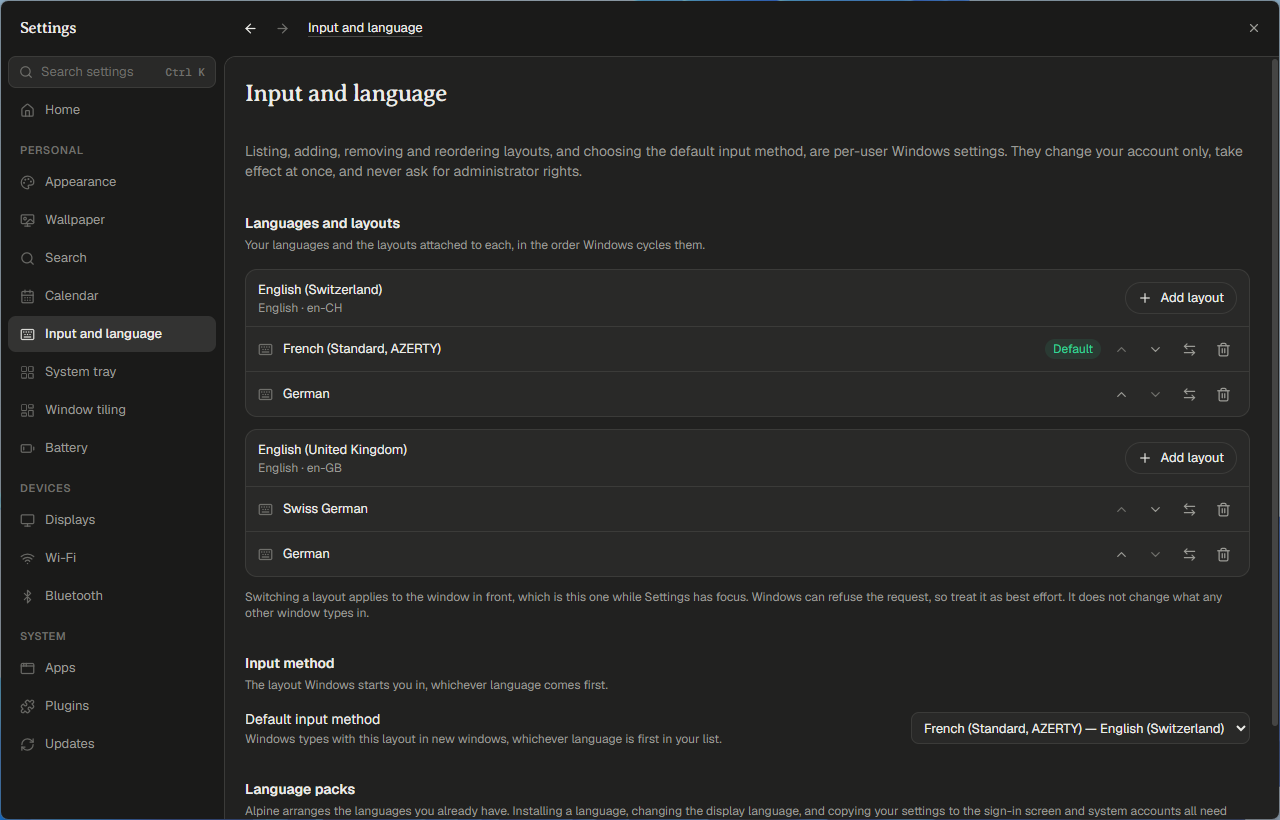 Settings
Input and language
Search settings
Ctrl K
Home
PERSONAL
Appearance
Wallpaper
Search
Calendar
Input and language
System tray
Window tiling
Battery
DEVICES
Displays
Wi-Fi
Bluetooth
SYSTEM
Apps
Plugins
Updates
Input and language
Listing, adding, removing and reordering layouts, and choosing the default input method, are per-user Windows settings. They change your account only, take
effect at once, and never ask for administrator rights.
Languages and layouts
Your languages and the layouts attached to each, in the order Windows cycles them.
English (Switzerland)
English · en-CH
Add layout
French (Standard, AZERTY)
Default
German
English (United Kingdom)
English · en-GB
Add layout
Swiss German
German
Switching a layout applies to the window in front, which is this one while Settings has focus. Windows can refuse the request, so treat it as best effort. It does not change what any
other window types in.
Input method
The layout Windows starts you in, whichever language comes first.
Default input method
Windows types with this layout in new windows, whichever language is first in your list.
French (Standard, AZERTY) — English (Switzerland)
Language packs
Alpine arranges the languages you already have. Installing a language, changing the display language, and copying your settings to the sign-in screen and system accounts all need